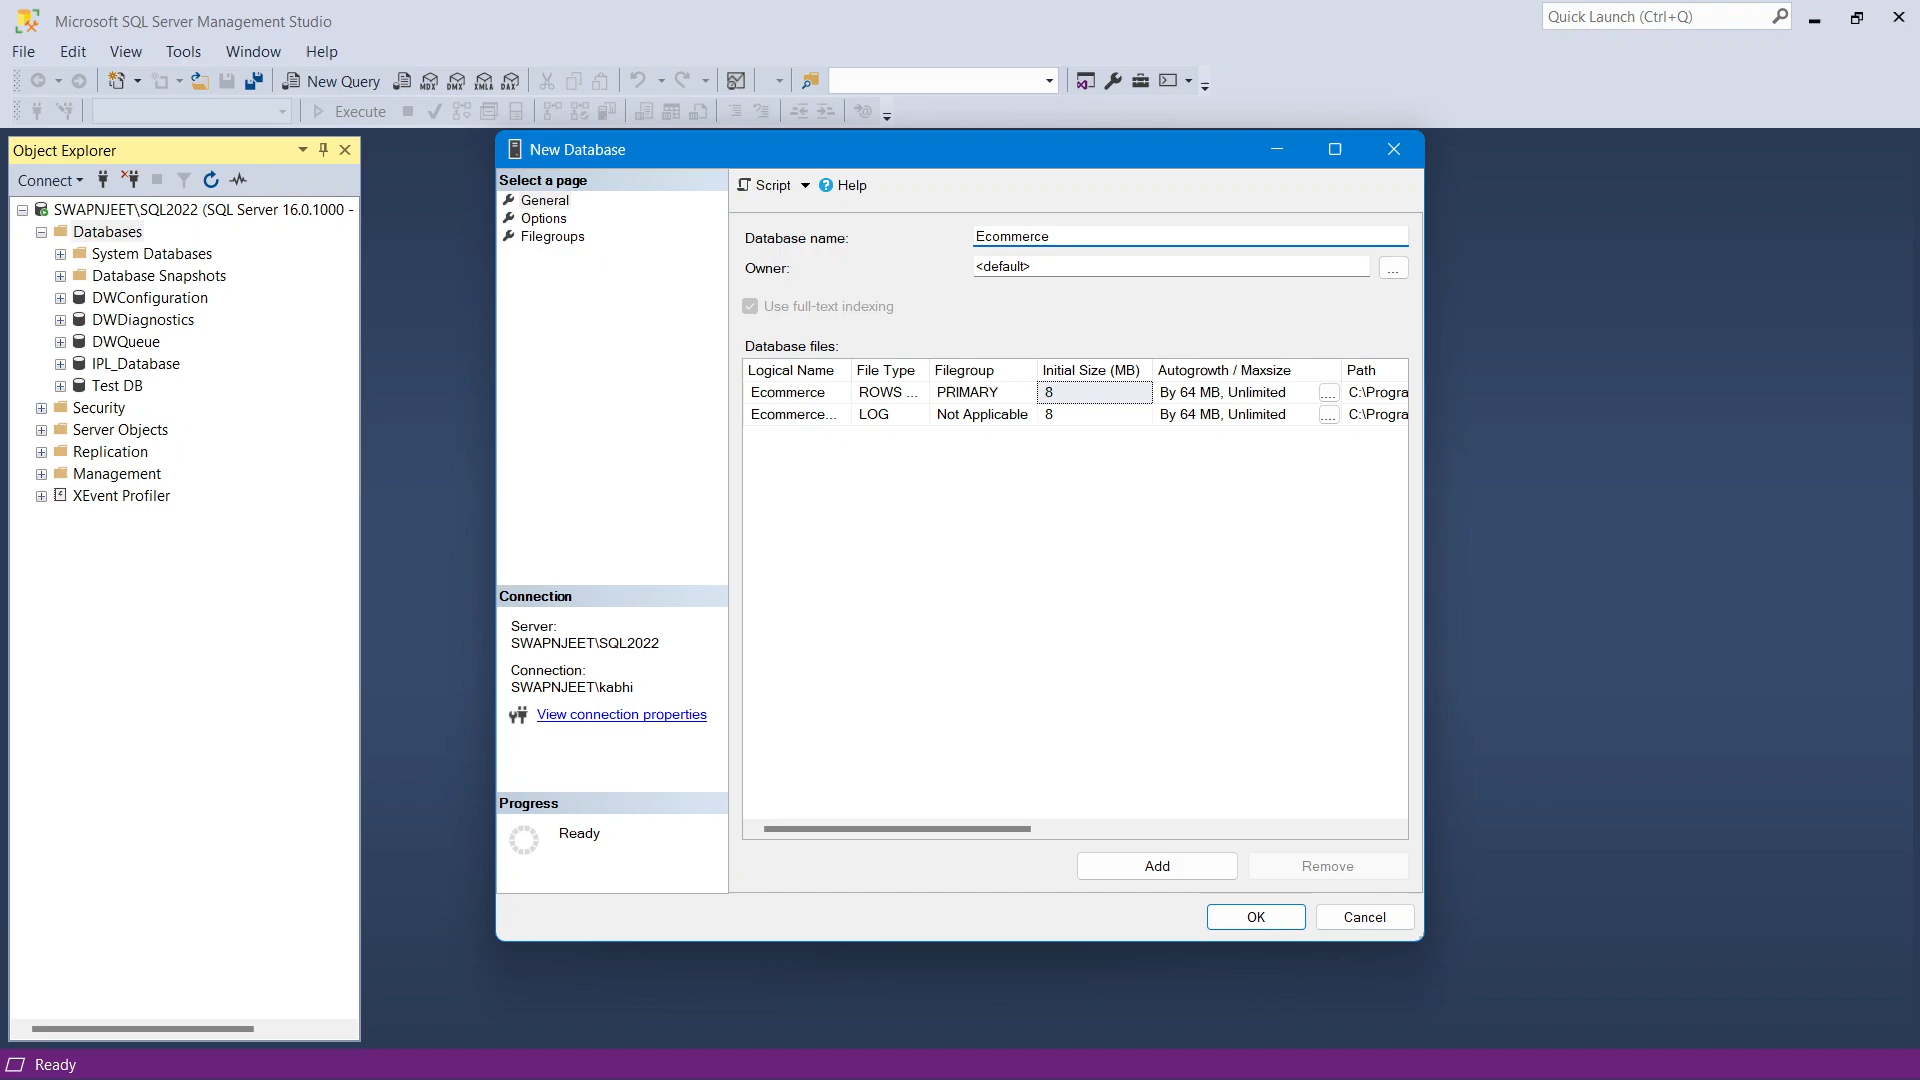 Microsoft SQL Server Management Studio
Quick Launch (Ctrl+Q)
File Edit View Tools Window Help
New Query MDX DMX XMLA DAX
Execute
Object Explorer
Connect
SWAPNJEET\SQL2022 (SQL Server 16.0.1000 -
Databases
System Databases
Database Snapshots
DWConfiguration
DWDiagnostics
DWQueue
IPL_Database
Test DB
Security
Server Objects
Replication
Management
XEvent Profiler
New Database
Select a page
General
Options
Filegroups
Connection
Server:
SWAPNJEET\SQL2022
Connection:
SWAPNJEET\kabhi
View connection properties
Progress
Ready
Script Help
Database name: Ecommerce
Owner: <default> ...
Use full-text indexing
Database files:
Logical Name File Type Filegroup Initial Size (MB) Autogrowth / Maxsize Path
Ecommerce ROWS ... PRIMARY 8 By 64 MB, Unlimited .... C:\Progra
Ecommerce... LOG Not Applicable 8 By 64 MB, Unlimited .... C:\Progra
Add Remove
OK Cancel
Ready